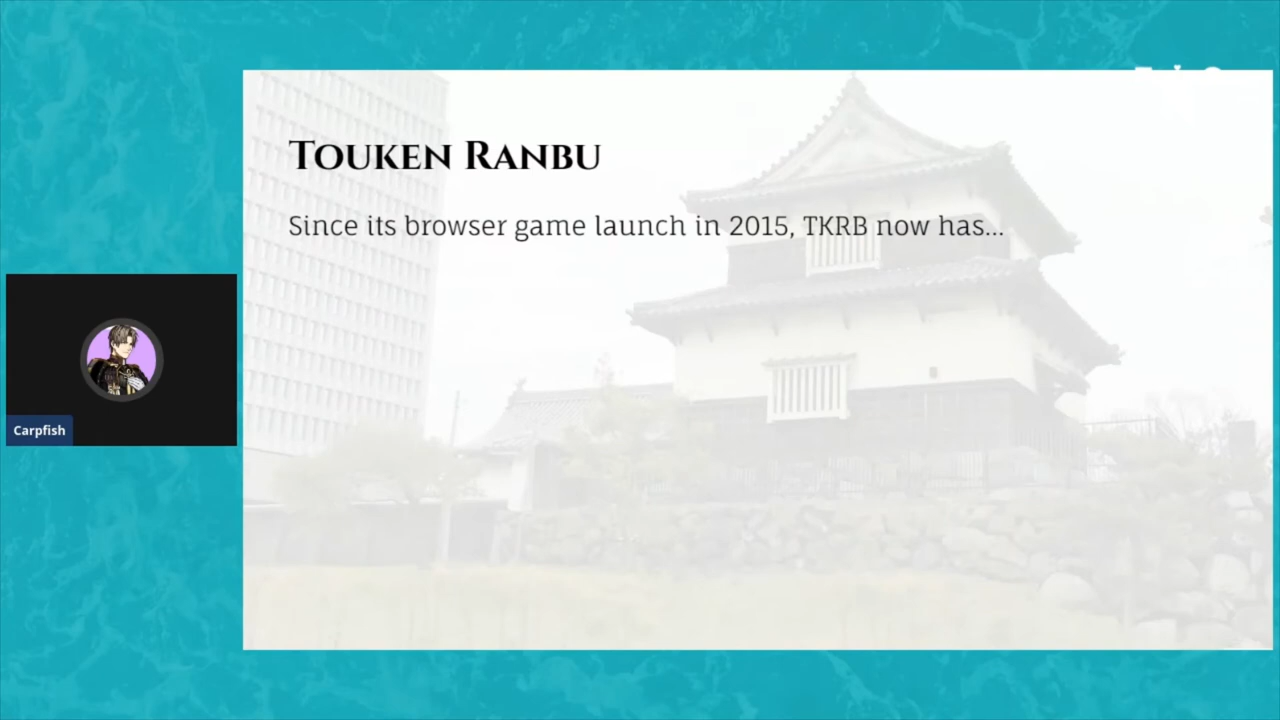 Touken Ranbu
Since its browser game launch in 2015, TKRB now has...
Carpfish